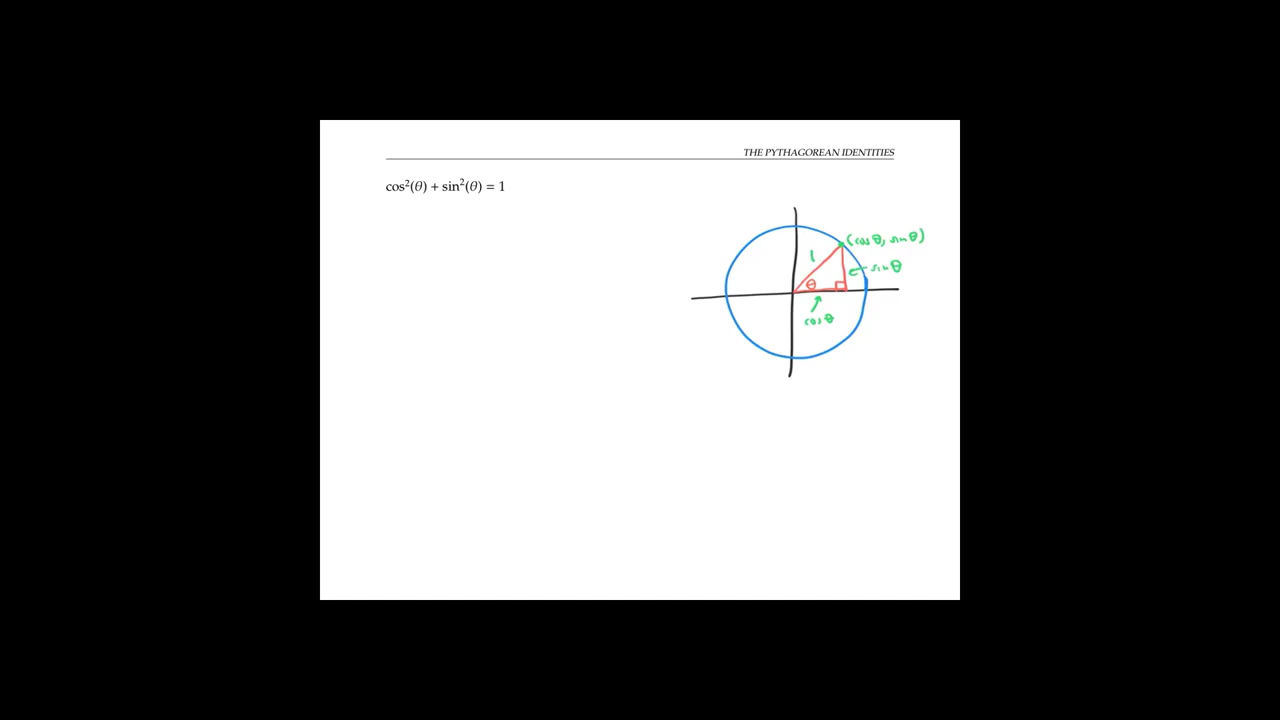 THE PYTHAGOREAN IDENTITIES
cos²(θ) + sin²(θ) = 1
(cos θ, sin θ)
1
sin θ
θ
cos θ